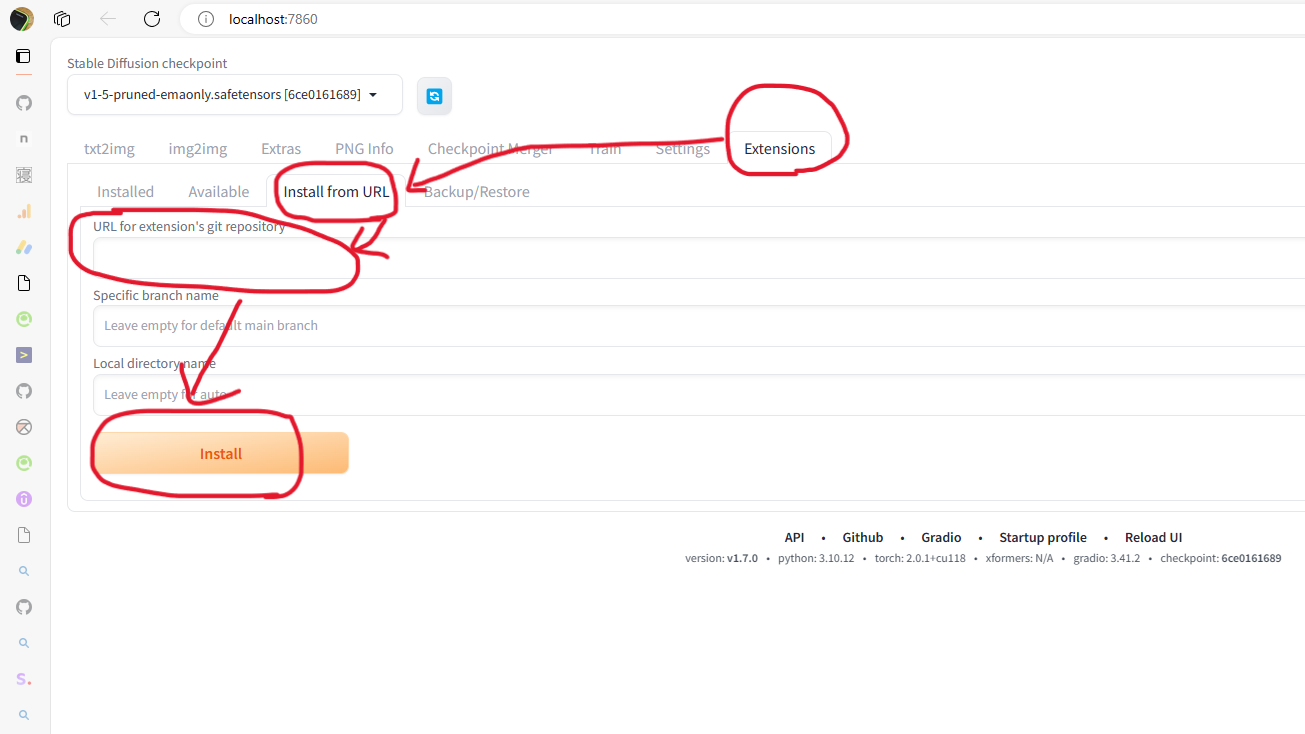 localhost:7860
Stable Diffusion checkpoint
v1-5-pruned-emaonly.safetensors [6ce0161689]
txt2img img2img Extras PNG Info Checkpoint Merger Train Settings Extensions
Installed Available Install from URL Backup/Restore
URL for extension's git repository
Specific branch name
Leave empty for default main branch
Local directory name
Leave empty for auto
Install
API • Github • Gradio • Startup profile • Reload UI
version: v1.7.0 • python: 3.10.12 • torch: 2.0.1+cu118 • xformers: N/A • gradio: 3.41.2 • checkpoint: 6ce0161689
n
S.